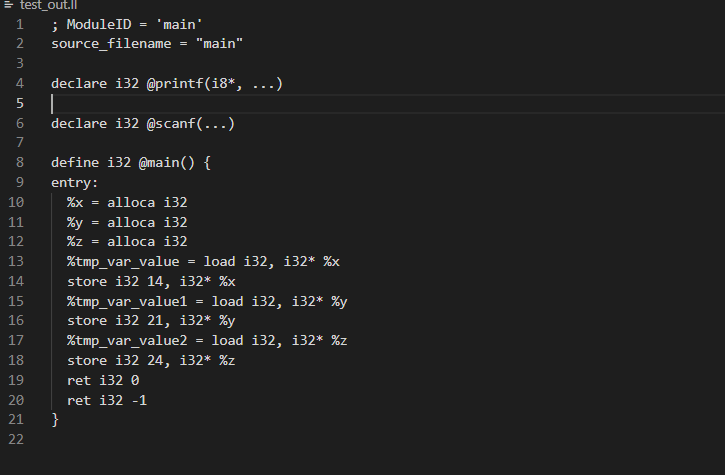 test_out.ll
1 ; ModuleID = 'main'
2 source_filename = "main"
3
4 declare i32 @printf(i8*, ...)
5
6 declare i32 @scanf(...)
7
8 define i32 @main() {
9 entry:
10 %x = alloca i32
11 %y = alloca i32
12 %z = alloca i32
13 %tmp_var_value = load i32, i32* %x
14 store i32 14, i32* %x
15 %tmp_var_value1 = load i32, i32* %y
16 store i32 21, i32* %y
17 %tmp_var_value2 = load i32, i32* %z
18 store i32 24, i32* %z
19 ret i32 0
20 ret i32 -1
21 }
22